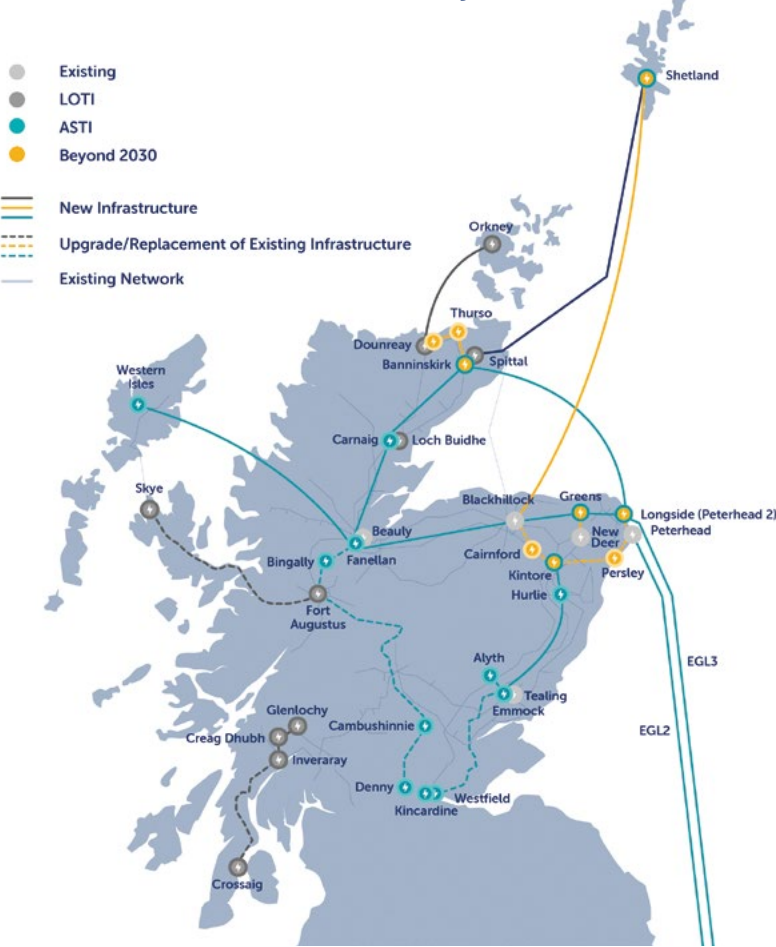 Existing
LOTI
ASTI
Beyond 2030
New Infrastructure
Upgrade/Replacement of Existing Infrastructure
Existing Network
Shetland
Orkney
Thurso
Dounreay
Banninskirk
Spittal
Western
Isles
Carnaig
Loch Buidhe
Skye
Blackhillock
Greens
Longside (Peterhead 2)
Peterhead
New
Deer
Beauly
Fanellan
Bingally
Cairnford
Kintore
Persley
Hurlie
Fort
Augustus
EGL3
Alyth
Tealing
Emmock
EGL2
Glenlochy
Creag Dhubh
Inveraray
Cambushinnie
Denny
Westfield
Kincardine
Crossaig